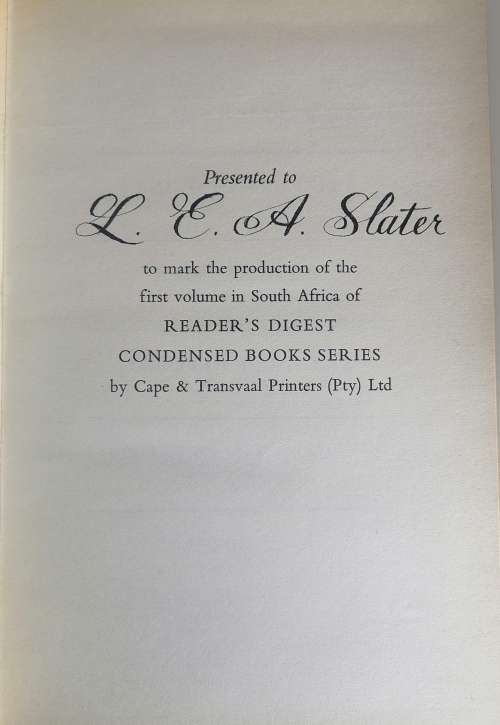 Presented to
L. E. A. Slater
to mark the production of the
first volume in South Africa of
READER'S DIGEST
CONDENSED BOOKS SERIES
by Cape & Transvaal Printers (Pty) Ltd